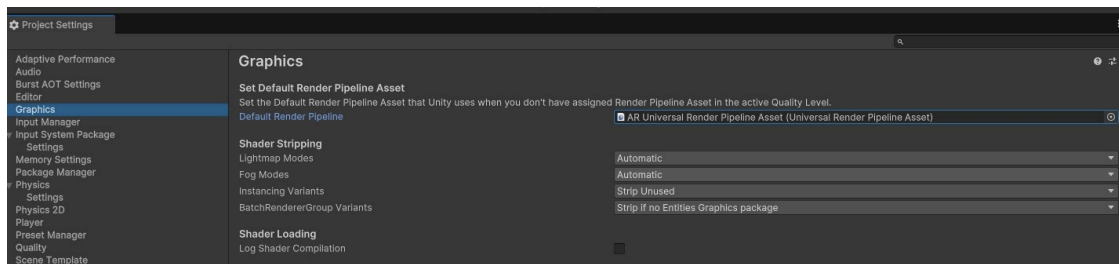 Project Settings
Adaptive Performance
Audio
Burst AOT Settings
Editor
Graphics
Input Manager
Input System Package
Settings
Memory Settings
Package Manager
Physics
Settings
Physics 2D
Player
Preset Manager
Quality
Scene Template
Graphics
Set Default Render Pipeline Asset
Set the Default Render Pipeline Asset that Unity uses when you don't have assigned Render Pipeline Asset in the active Quality Level.
Default Render Pipeline AR Universal Render Pipeline Asset (Universal Render Pipeline Asset)
Shader Stripping
Lightmap Modes Automatic
Fog Modes Automatic
Instancing Variants Strip Unused
BatchRendererGroup Variants Strip if no Entities Graphics package
Shader Loading
Log Shader Compilation